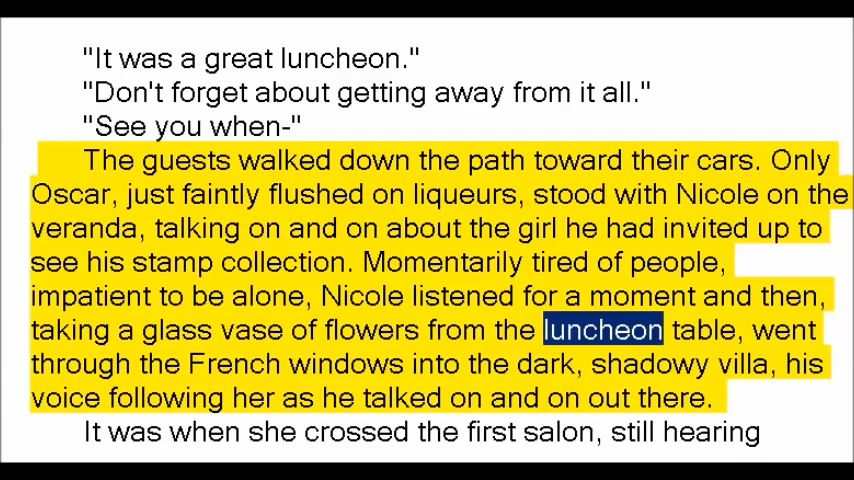 "It was a great luncheon."
"Don't forget about getting away from it all."
"See you when-"
The guests walked down the path toward their cars. Only
Oscar, just faintly flushed on liqueurs, stood with Nicole on the
veranda, talking on and on about the girl he had invited up to
see his stamp collection. Momentarily tired of people,
impatient to be alone, Nicole listened for a moment and then,
taking a glass vase of flowers from the luncheon table, went
through the French windows into the dark, shadowy villa, his
voice following her as he talked on and on out there.
It was when she crossed the first salon, still hearing